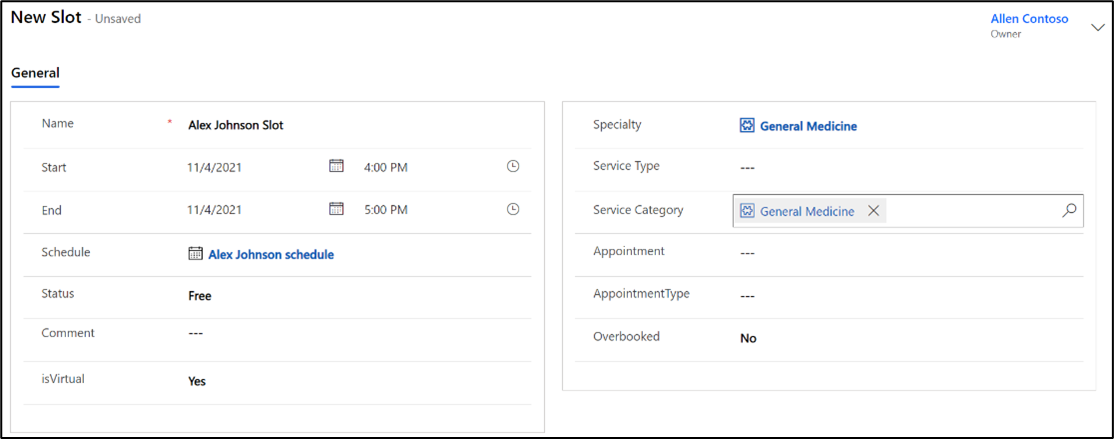 New Slot - Unsaved
Allen Contoso
Owner
General
Name * Alex Johnson Slot
Start 11/4/2021 4:00 PM
End 11/4/2021 5:00 PM
Schedule Alex Johnson schedule
Status Free
Comment ---
isVirtual Yes
Specialty General Medicine
Service Type ---
Service Category General Medicine
Appointment ---
AppointmentType ---
Overbooked No